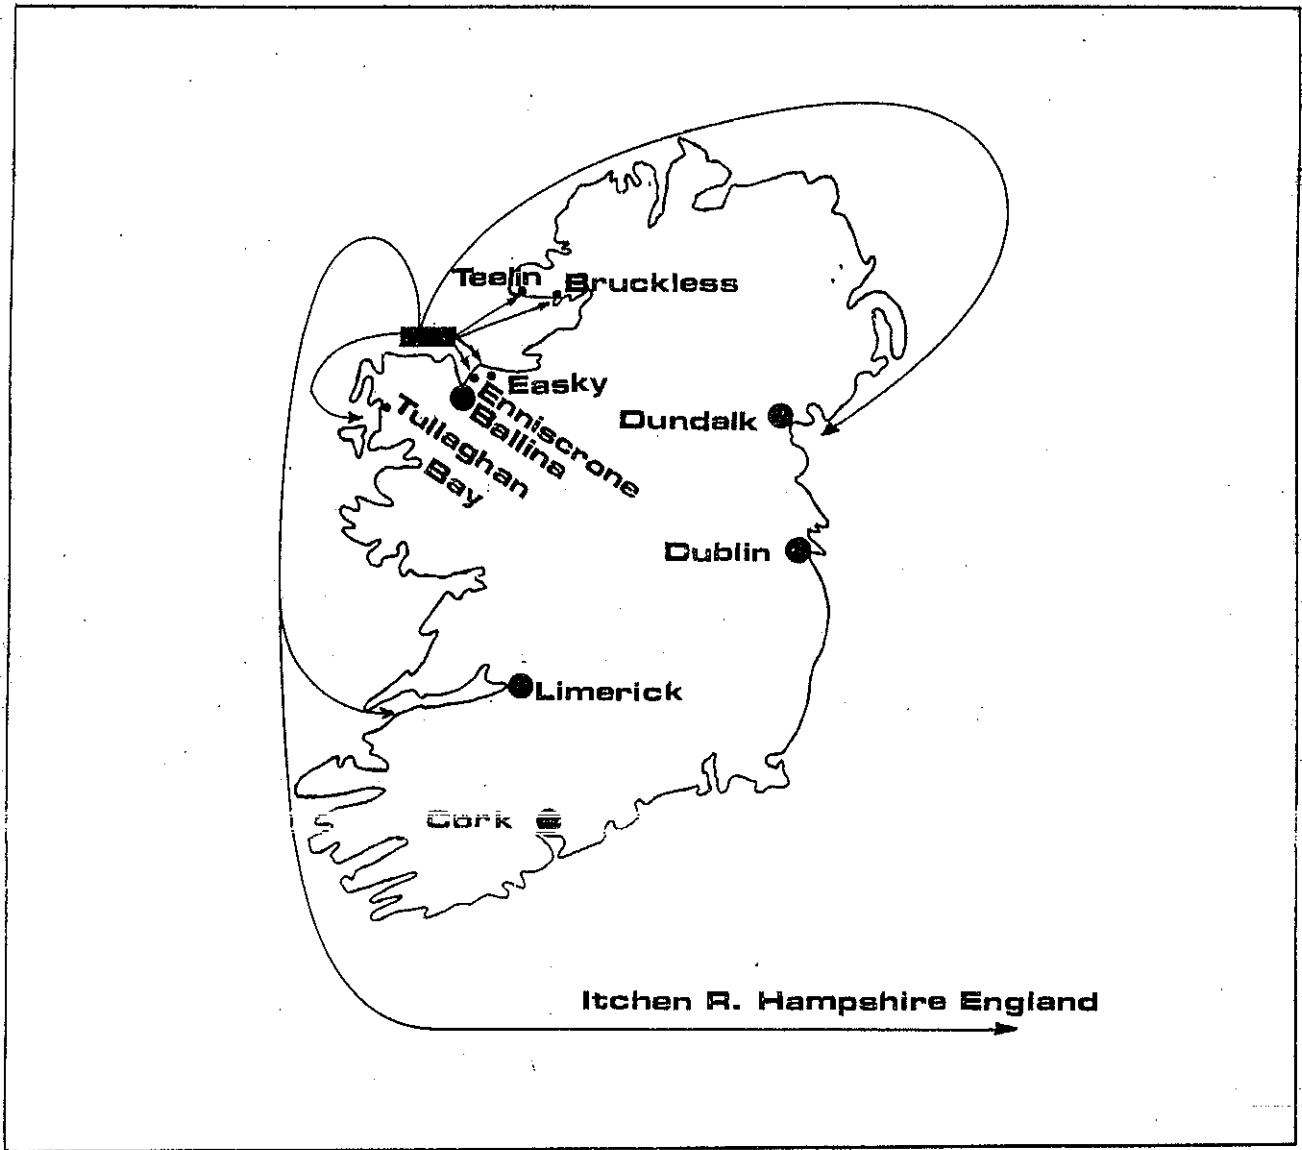 Teelin
Bruckless
Easky
Enniscrone
Ballina
Tullaghan
Bay
Dundalk
Dublin
Limerick
Cork
Itchen R. Hampshire England